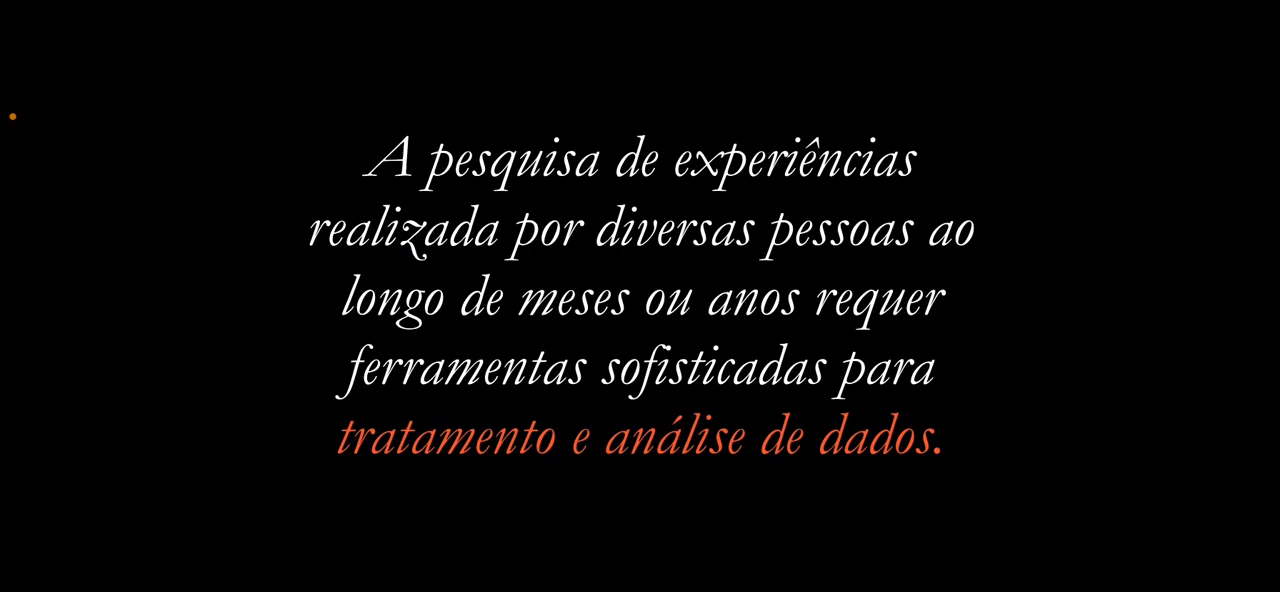 A pesquisa de experiências
realizada por diversas pessoas ao
longo de meses ou anos requer
ferramentas sofisticadas para
tratamento e análise de dados.